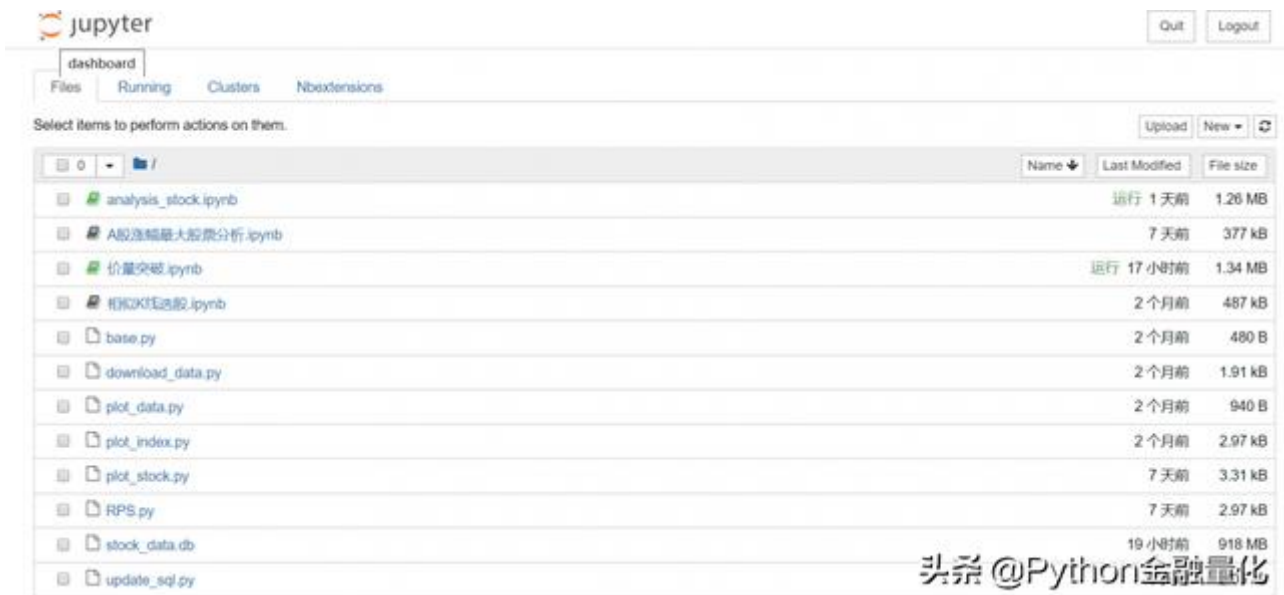 jupyter
Quit
Logout
dashboard
Files Running Clusters Nbextensions
Select items to perform actions on them.
Upload New
0 /
Name Last Modified File size
analysis_stock.ipynb 运行 1 天前 1.26 MB
A股涨幅最大股票分析.ipynb 7 天前 377 kB
价量突破.ipynb 运行 17 小时前 1.34 MB
相似K线选股.ipynb 2 个月前 487 kB
base.py 2 个月前 480 B
download_data.py 2 个月前 1.91 kB
plot_data.py 2 个月前 940 B
plot_index.py 2 个月前 2.97 kB
plot_stock.py 7 天前 3.31 kB
RPS.py 7 天前 2.97 kB
stock_data.db 19 小时前 918 MB
update_sql.py
头条 @Python金融量化